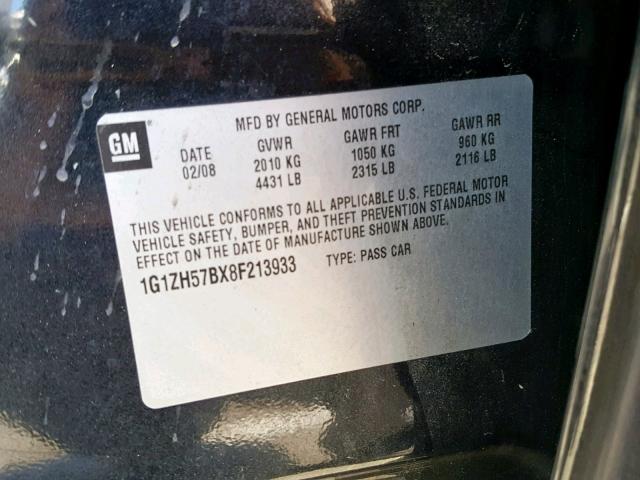 MFD BY GENERAL MOTORS CORP.
GM
DATE GVWR GAWR FRT GAWR RR
02/08 2010 KG 1050 KG 960 KG
4431 LB 2315 LB 2116 LB
THIS VEHICLE CONFORMS TO ALL APPLICABLE U.S. FEDERAL MOTOR
VEHICLE SAFETY, BUMPER, AND THEFT PREVENTION STANDARDS IN
EFFECT ON THE DATE OF MANUFACTURE SHOWN ABOVE.
1G1ZH57BX8F213933 TYPE: PASS CAR